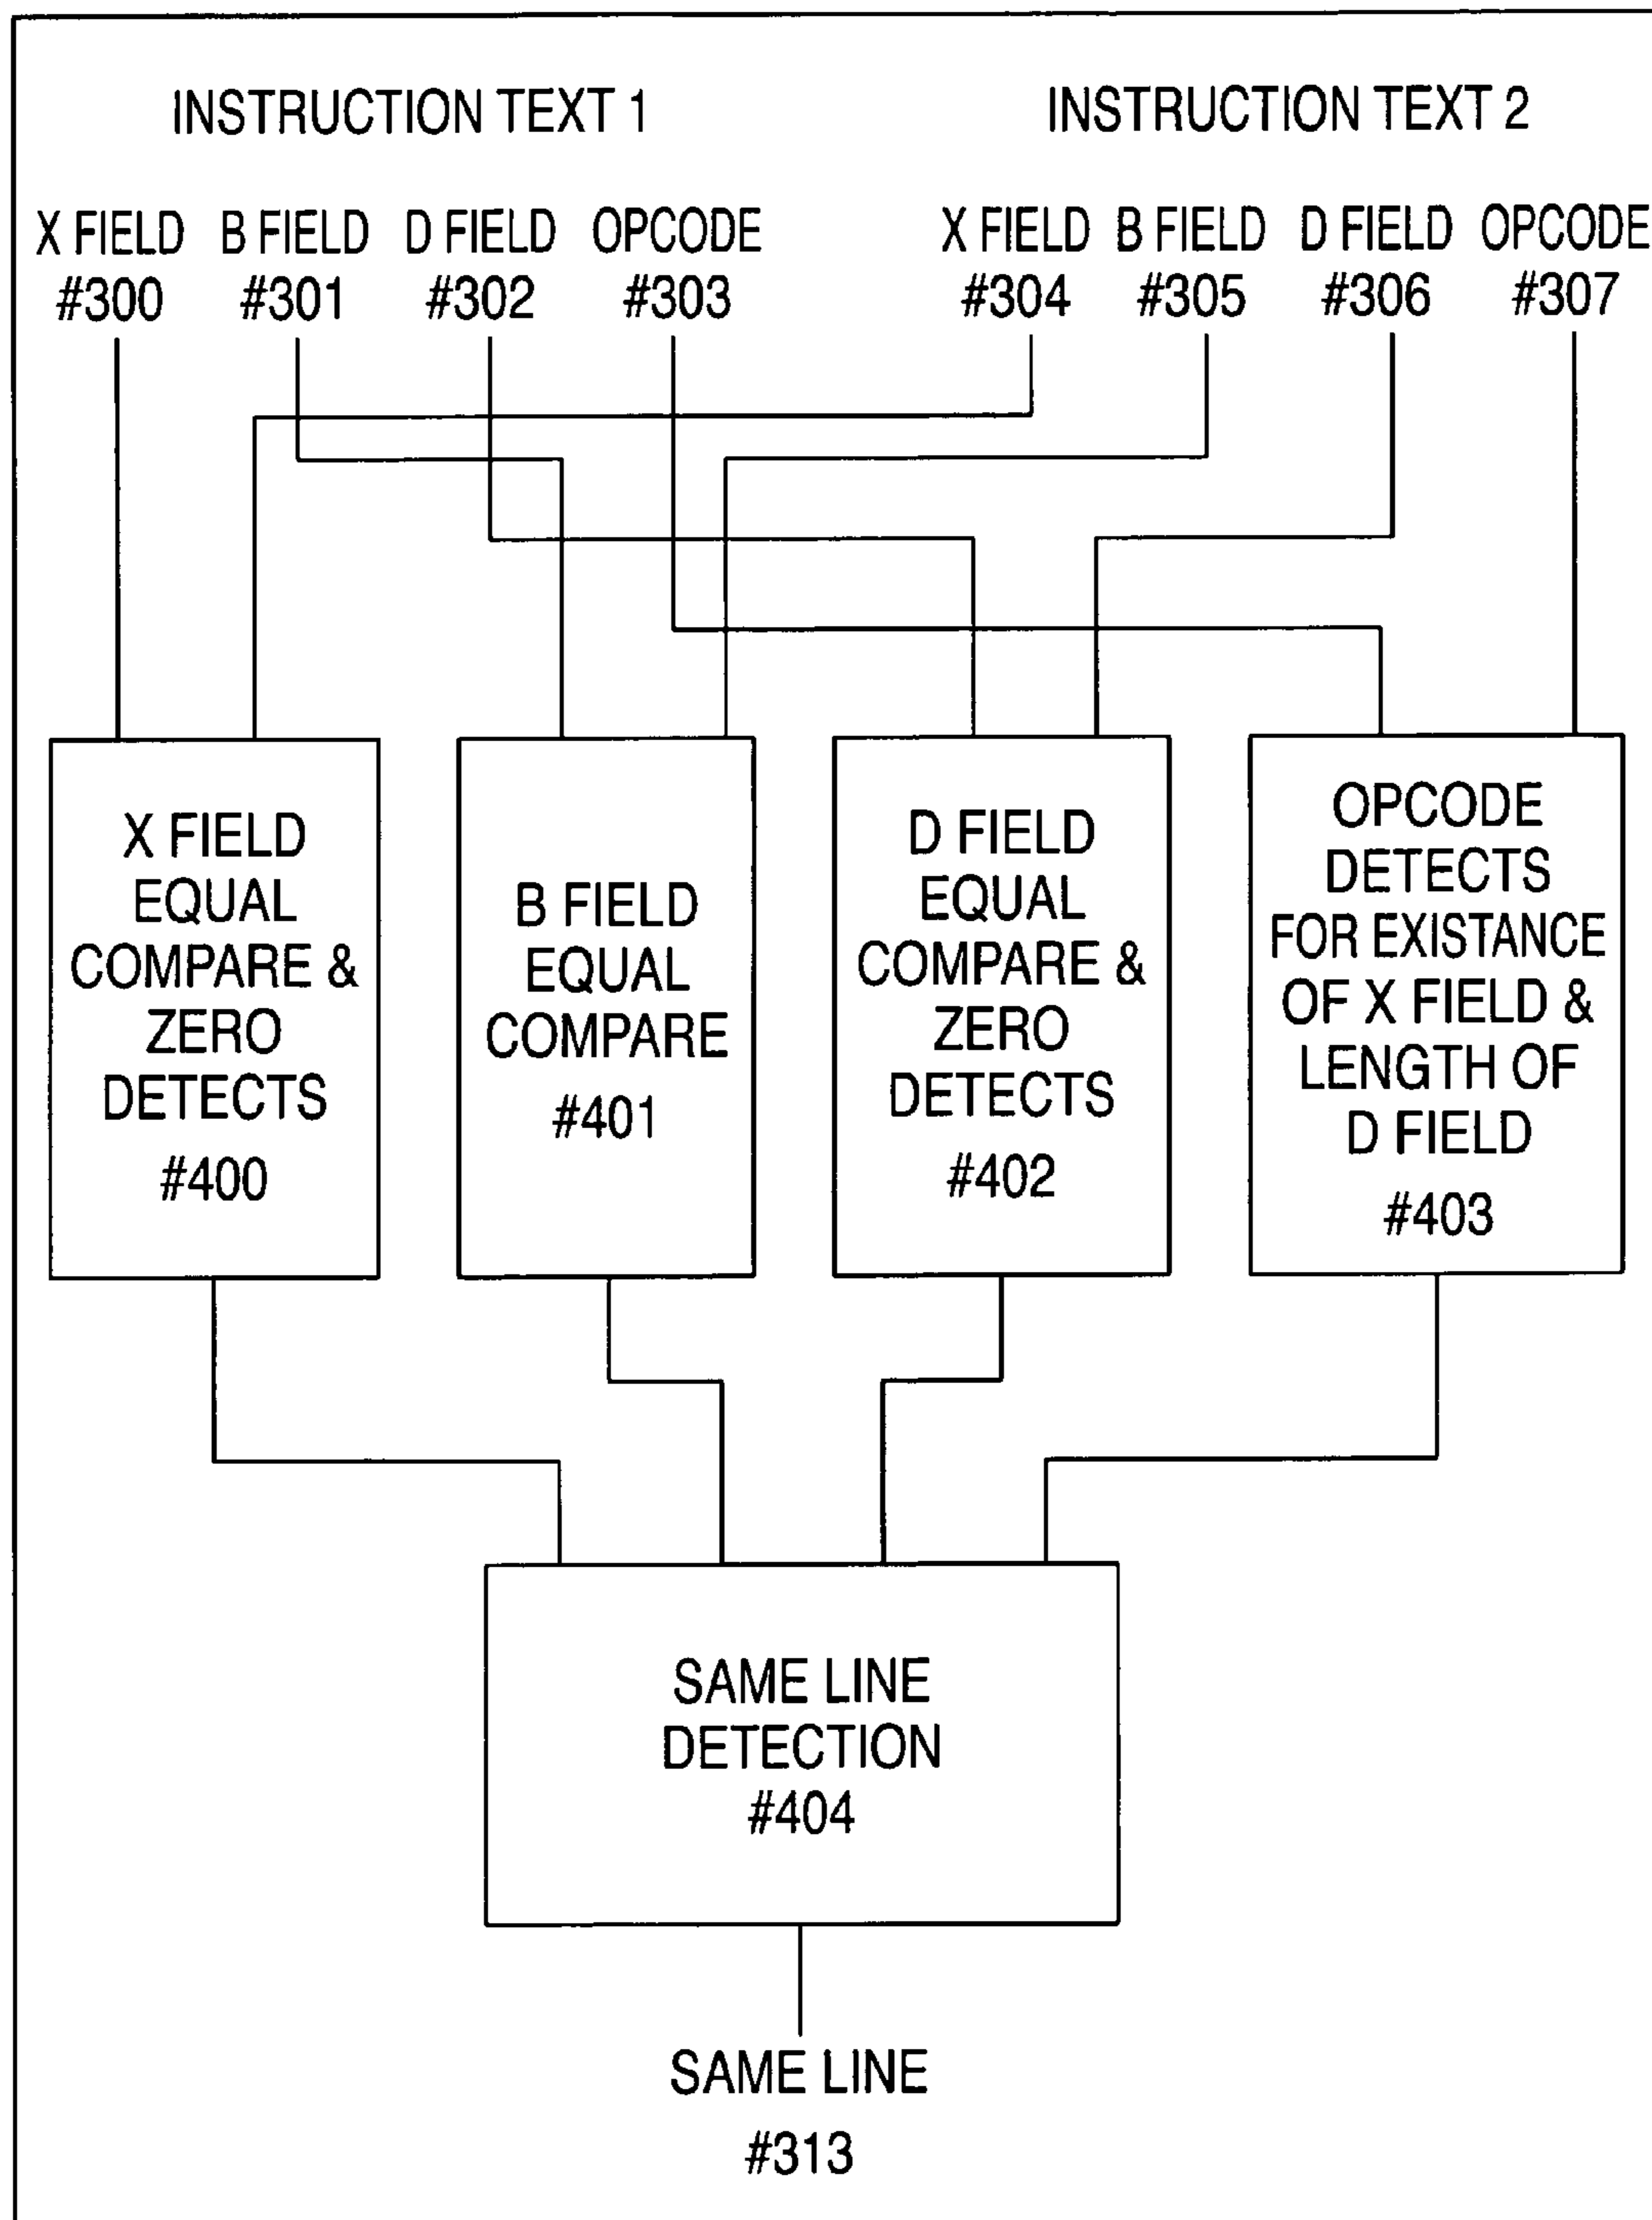 INSTRUCTION TEXT 1
INSTRUCTION TEXT 2
X FIELD #300
B FIELD #301
D FIELD #302
OPCODE #303
X FIELD #304
B FIELD #305
D FIELD #306
OPCODE #307
X FIELD
EQUAL
COMPARE &
ZERO
DETECTS
#400
B FIELD
EQUAL
COMPARE
#401
D FIELD
EQUAL
COMPARE &
ZERO
DETECTS
#402
OPCODE
DETECTS
FOR EXISTANCE
OF X FIELD &
LENGTH OF
D FIELD
#403
SAME LINE
DETECTION
#404
SAME LINE
#313